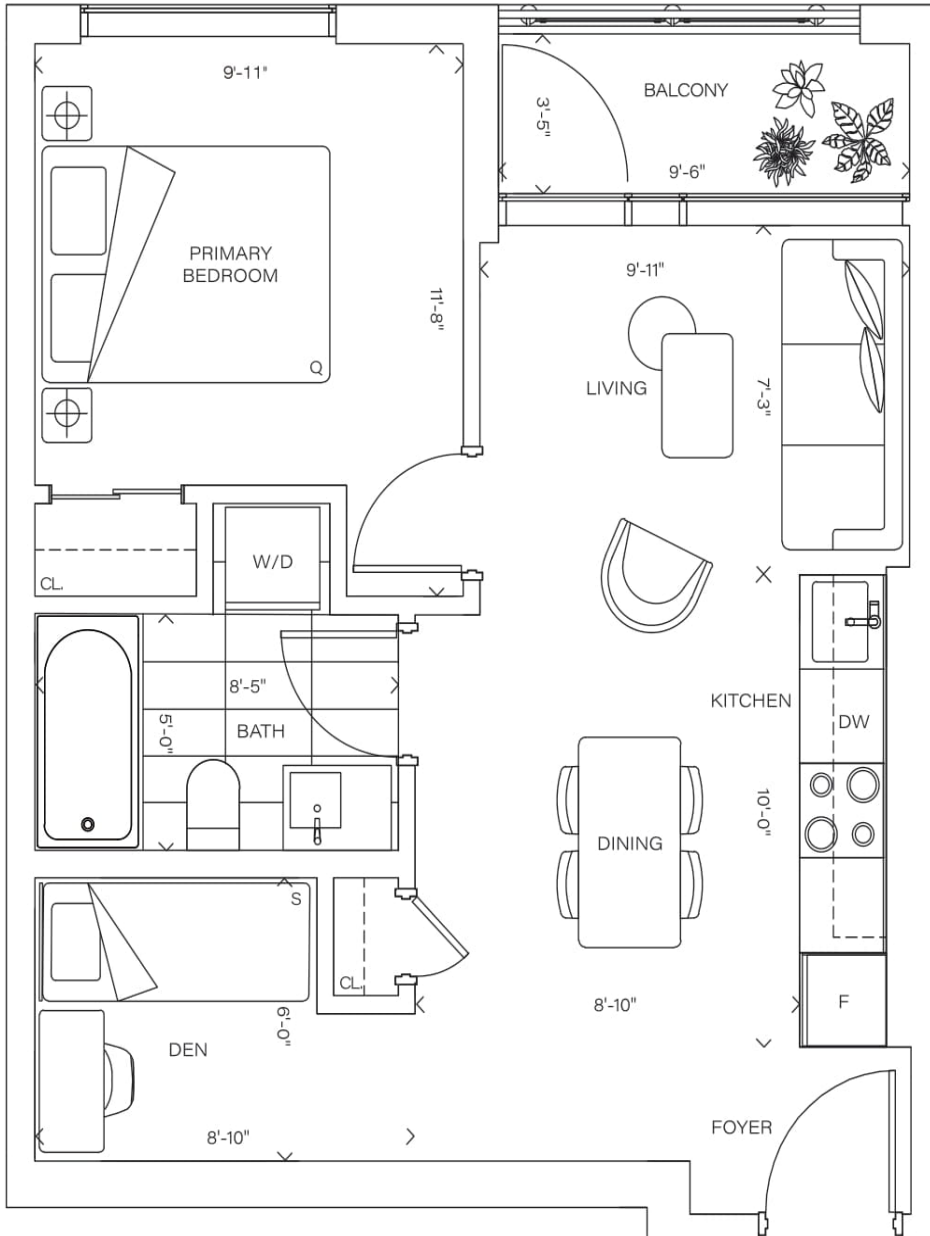 9'-11"
BALCONY
3'-5"
9'-6"
PRIMARY
BEDROOM
Q
11'-8"
9'-11"
LIVING
7'-3"
CL.
W/D
8'-5"
5'-0"
BATH
KITCHEN
DW
DINING
10'-0"
S
CL.
6'-0"
DEN
8'-10"
F
8'-10"
FOYER